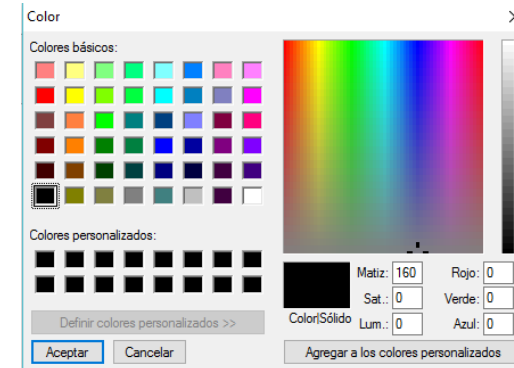 Color
Colores básicos:
Colores personalizados:
Definir colores personalizados >>
Aceptar
Cancelar
Color|Sólido
Matiz: 160
Sat.: 0
Lum.: 0
Rojo: 0
Verde: 0
Azul: 0
Agregar a los colores personalizados